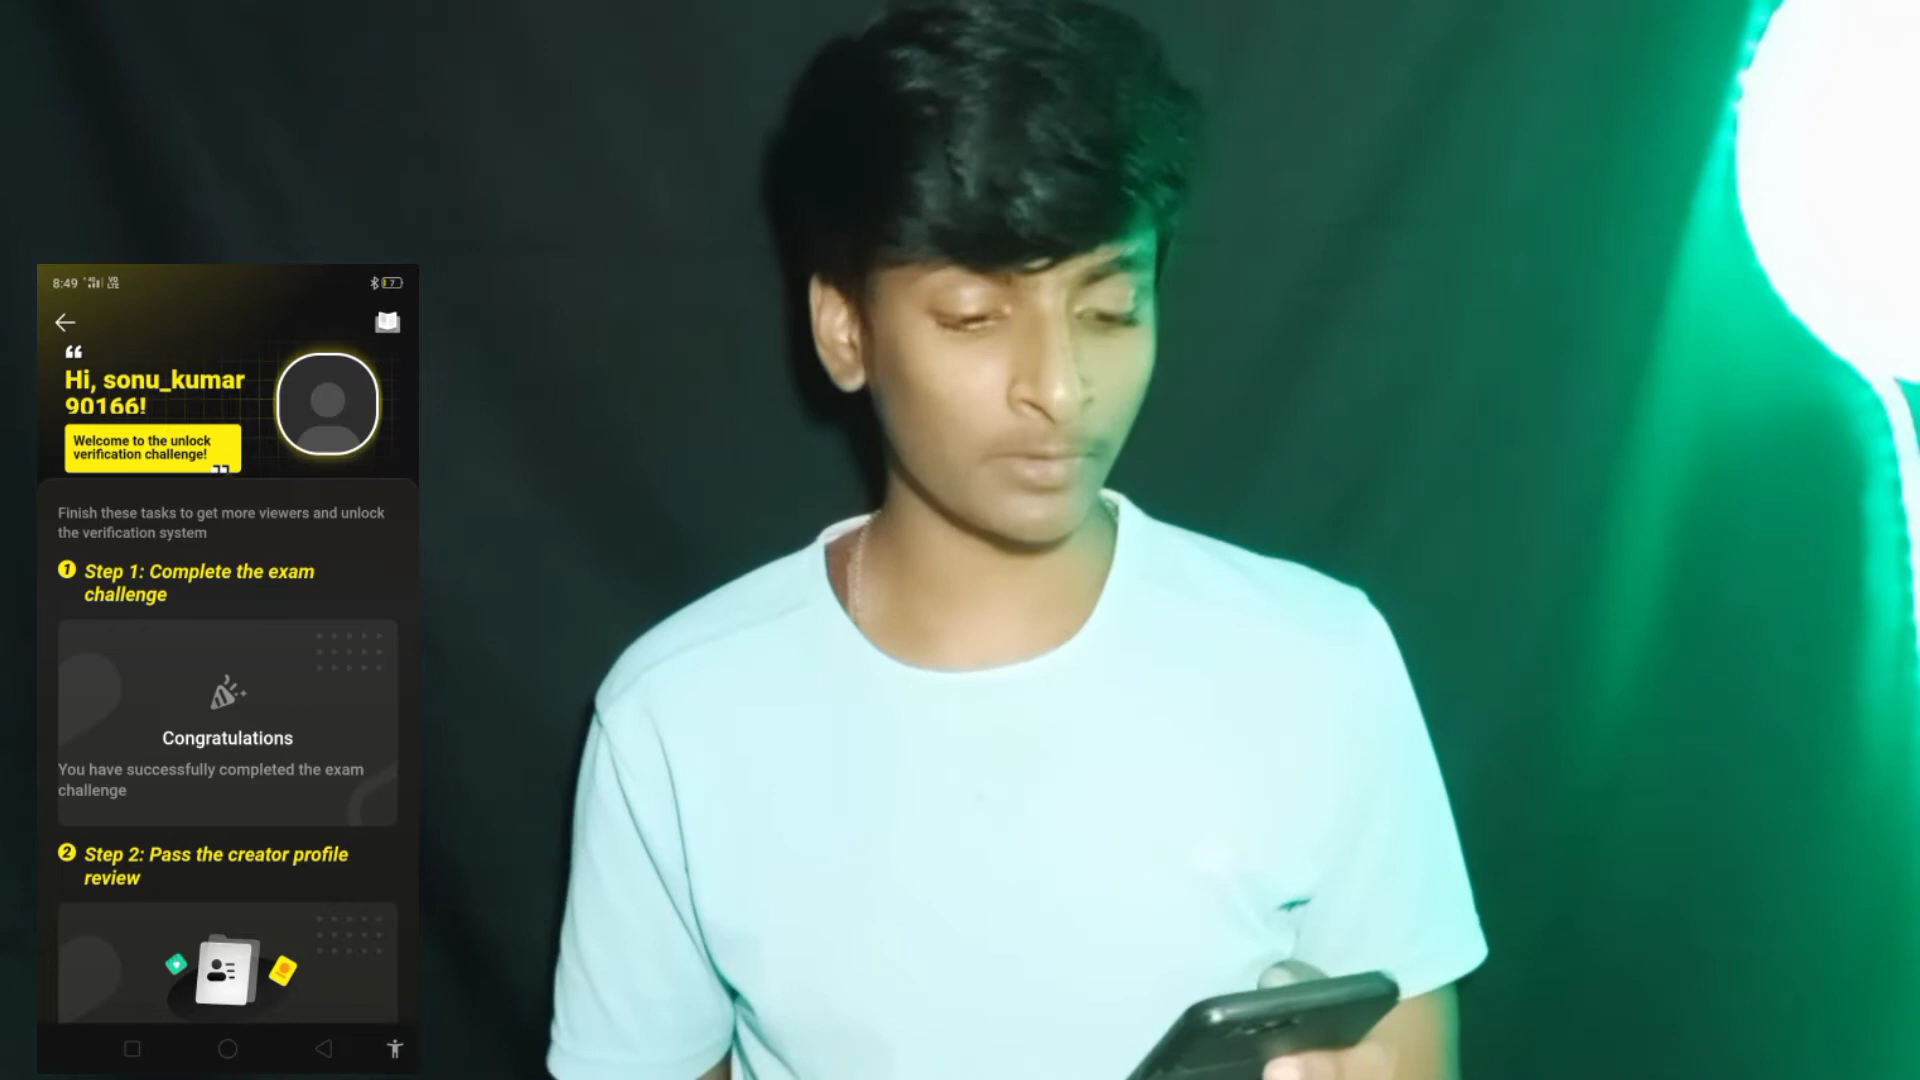 8:49
Hi, sonu_kumar
90166!
Welcome to the unlock
verification challenge!
Finish these tasks to get more viewers and unlock
the verification system
1 Step 1: Complete the exam
challenge
Congratulations
You have successfully completed the exam
challenge
2 Step 2: Pass the creator profile
review